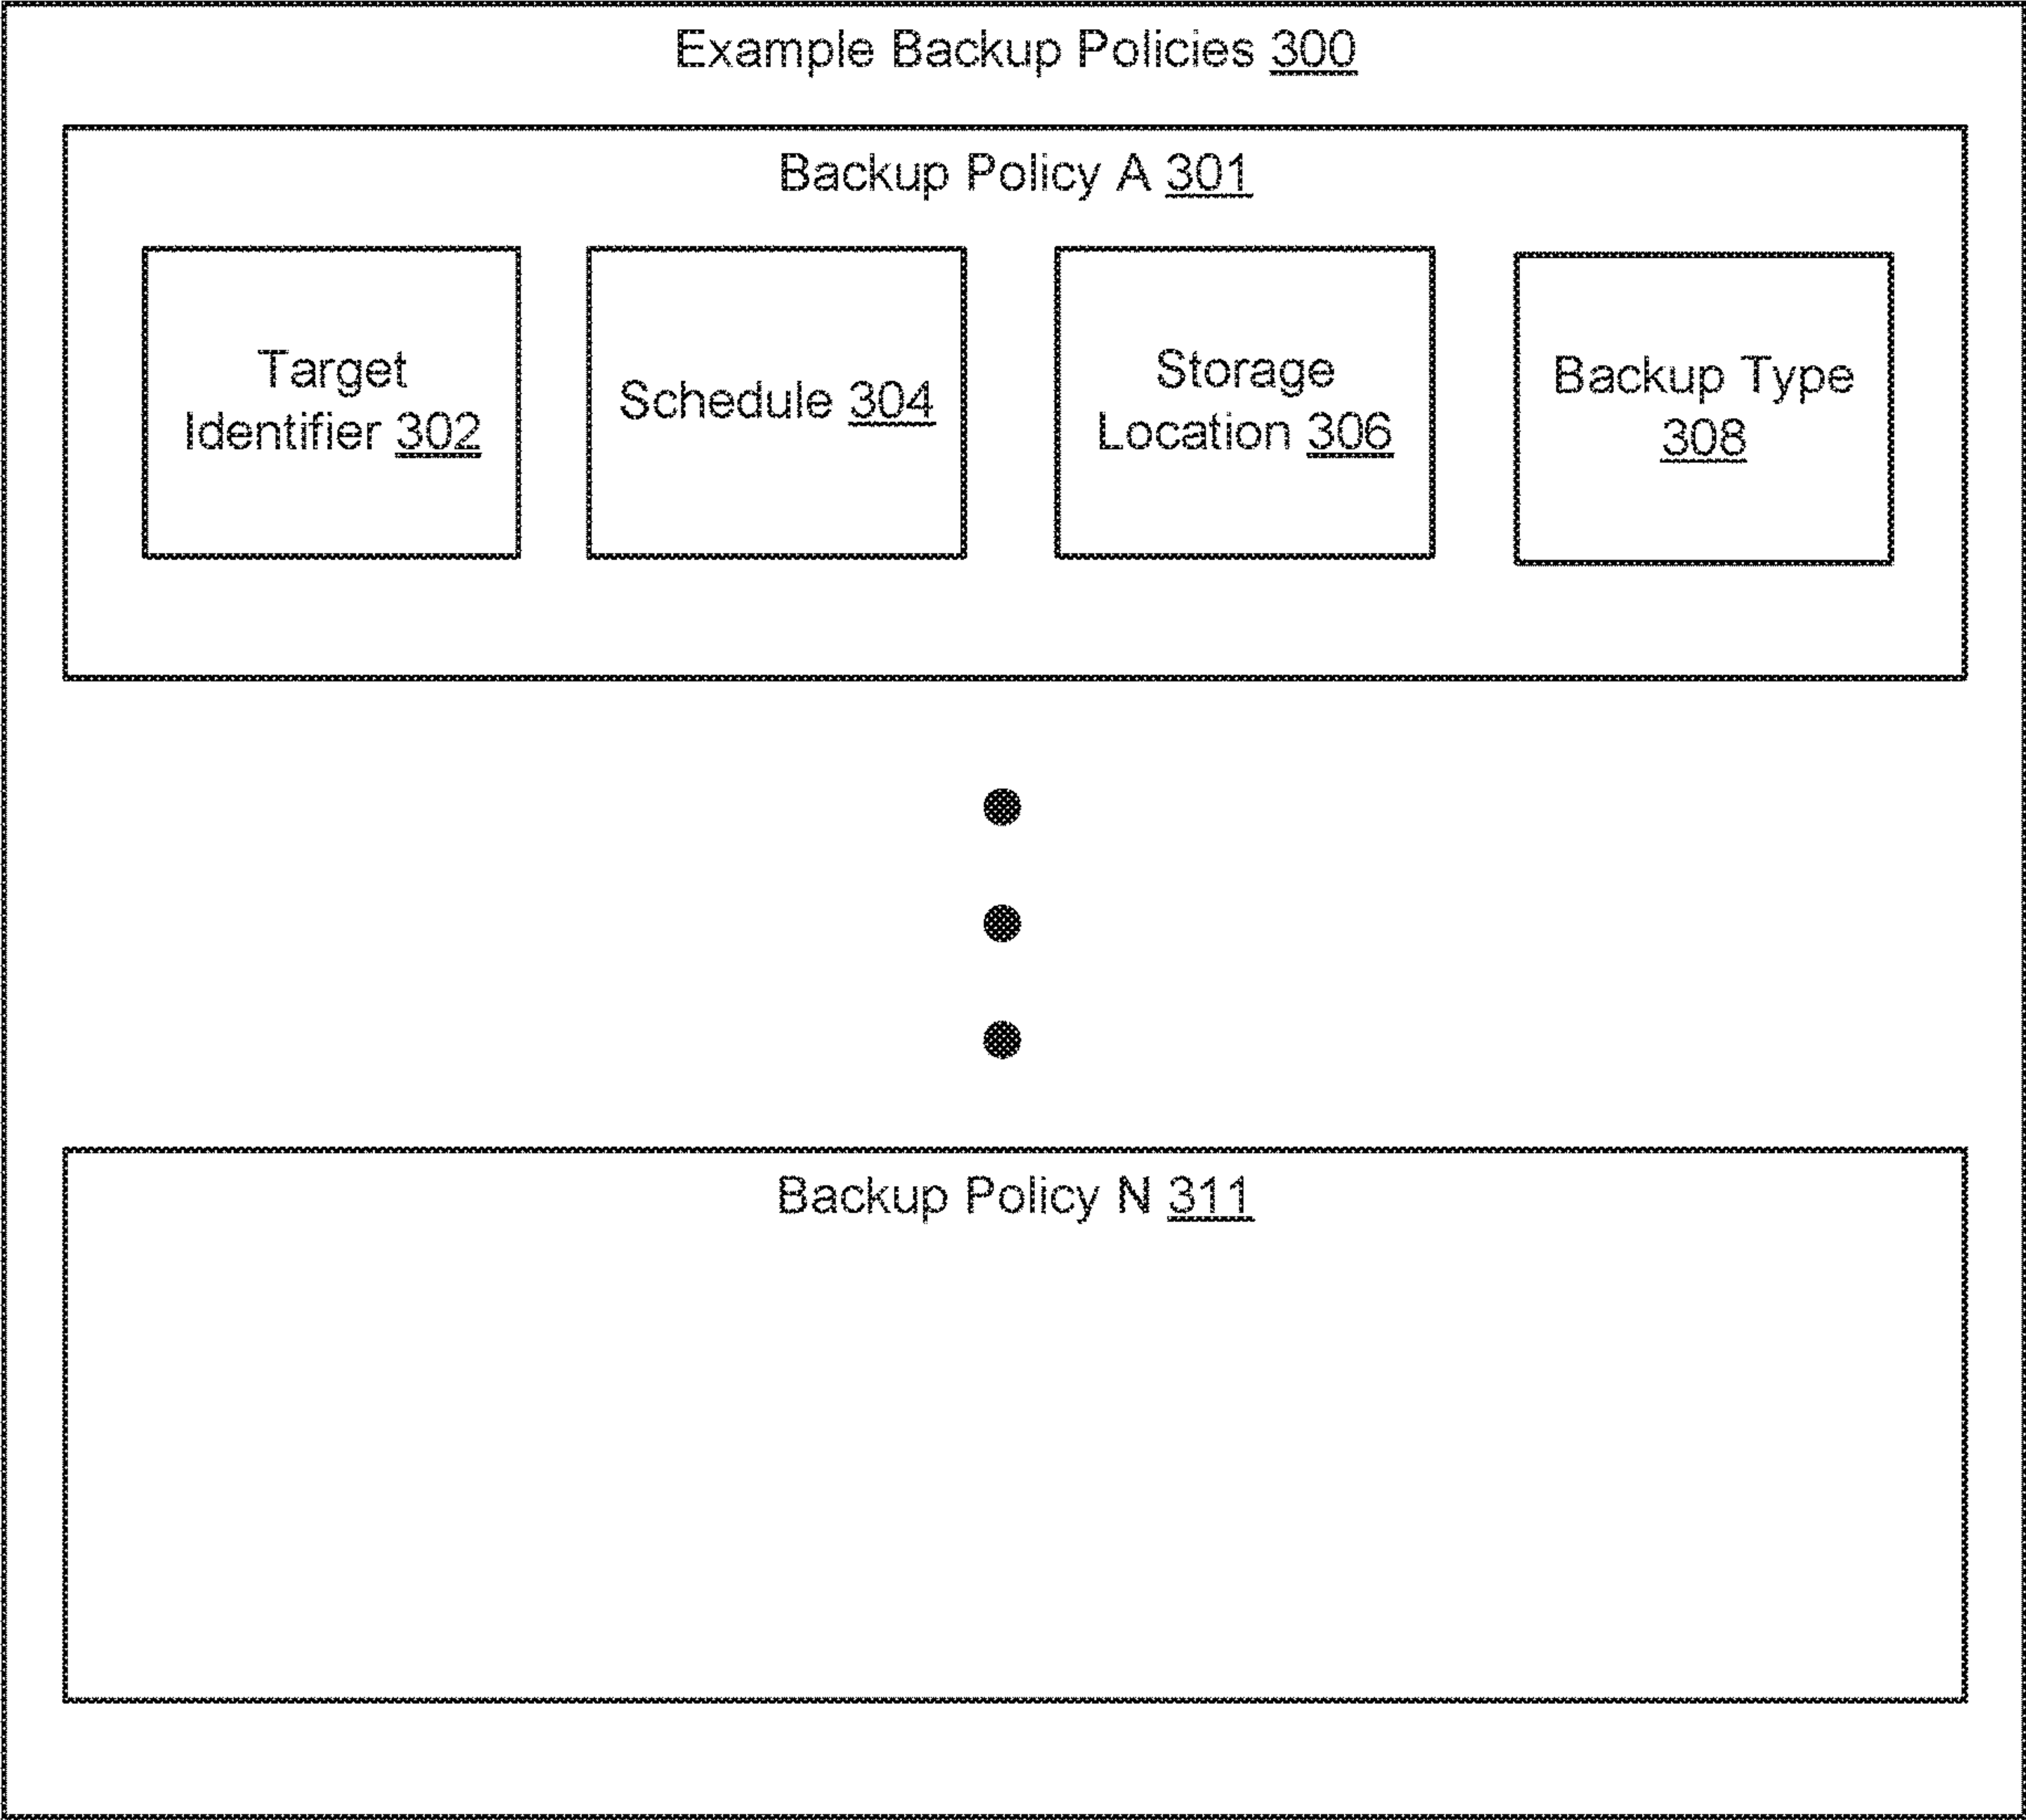 Example Backup Policies 300
Backup Policy A 301
Target
Identifier 302
Schedule 304
Storage
Location 306
Backup Type
308
Backup Policy N 311